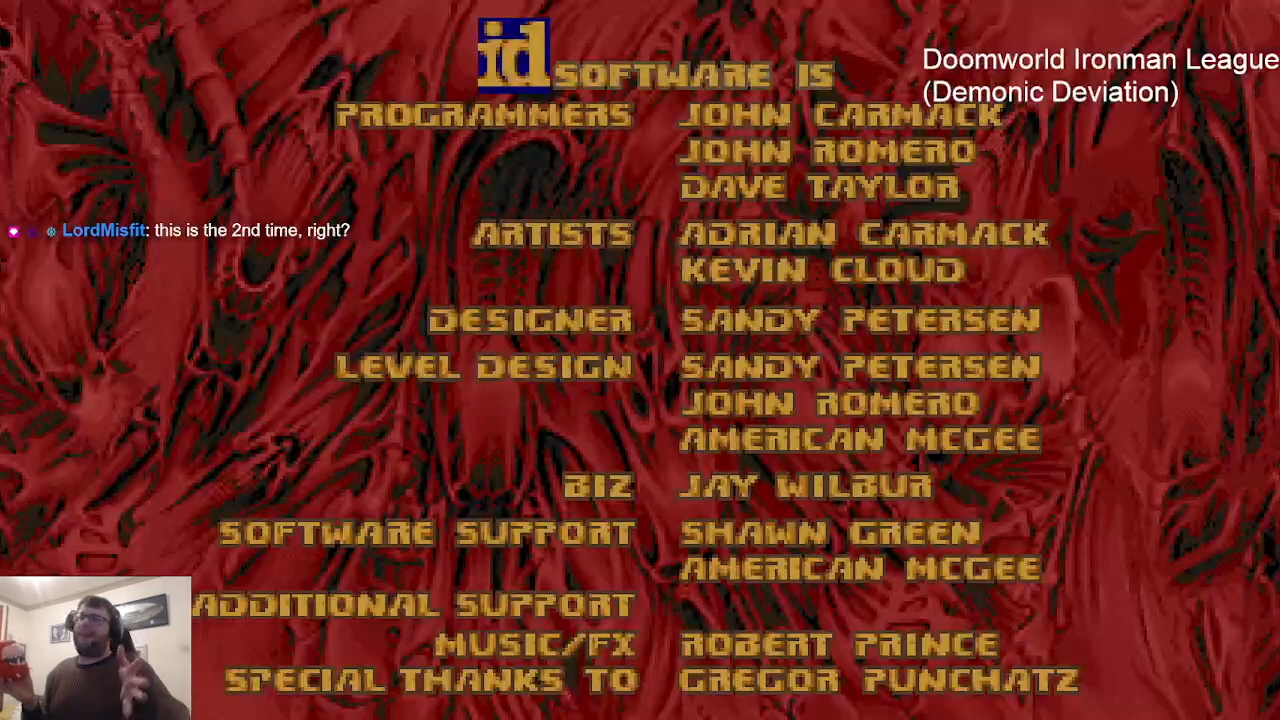 id SOFTWARE IS
Doomworld Ironman League
(Demonic Deviation)
PROGRAMMERS JOHN CARMACK
JOHN ROMERO
DAVE TAYLOR
LordMisfit: this is the 2nd time, right?
ARTISTS ADRIAN CARMACK
KEVIN CLOUD
DESIGNER SANDY PETERSEN
LEVEL DESIGN SANDY PETERSEN
JOHN ROMERO
AMERICAN MCGEE
BIZ JAY WILBUR
SOFTWARE SUPPORT SHAWN GREEN
AMERICAN MCGEE
ADDITIONAL SUPPORT
MUSIC/FX ROBERT PRINCE
SPECIAL THANKS TO GREGOR PUNCHATZ